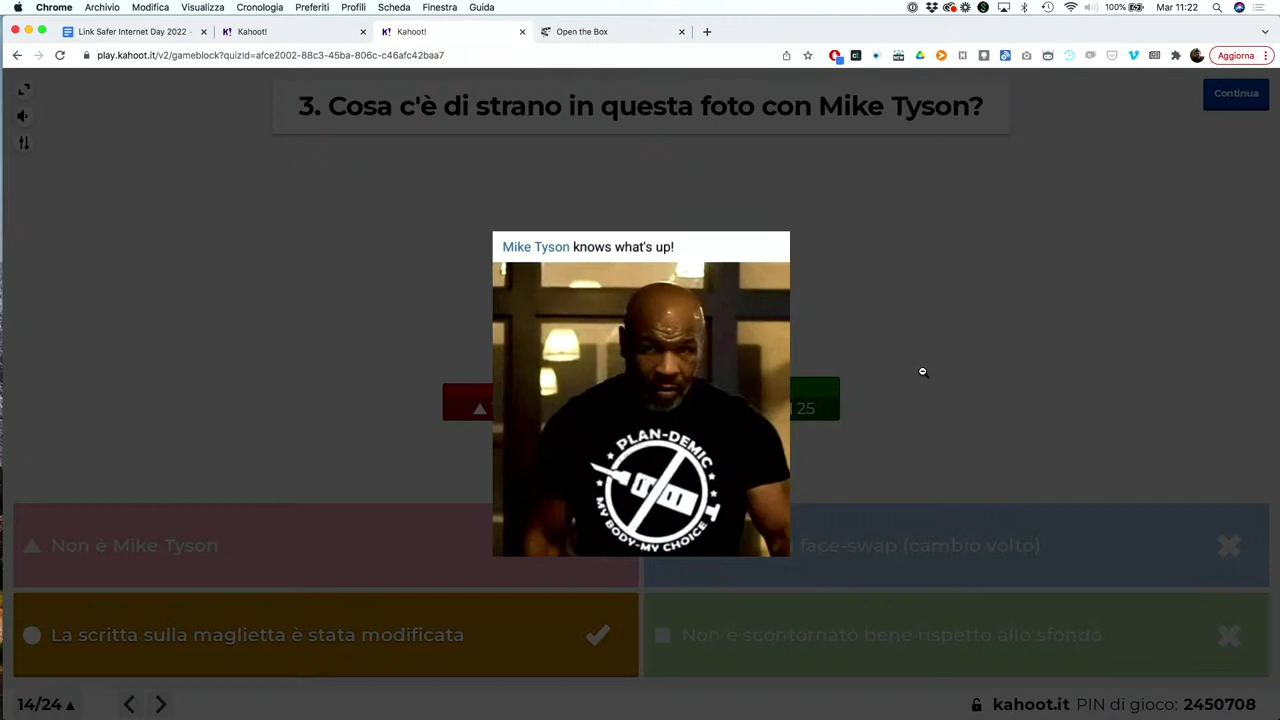 Chrome Archivio Modifica Visualizza Cronologia Preferiti Profili Scheda Finestra Guida 100% Mar 11:22
Link Safer Internet Day 2022 - Kahoot! Kahoot! Open the Box
play.kahoot.it/v2/gameblock?quizId=afce2002-88c3-45ba-806c-c46afc42baa7 Aggiorna
3. Cosa c'è di strano in questa foto con Mike Tyson?
Continua
Mike Tyson knows what's up!
PLAN-DEMIC
MY BODY-MY CHOICE
25
Non è Mike Tyson
face-swap (cambio volto)
La scritta sulla maglietta è stata modificata
Non è scontornato bene rispetto allo sfondo
14/24
kahoot.it PIN di gioco: 2450708